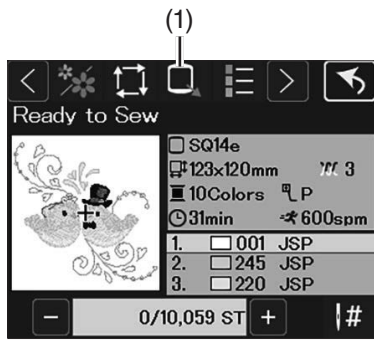 (1)
Ready to Sew
SQ14e
123x120mm 3
10Colors P
31min 600spm
1. 001 JSP
2. 245 JSP
3. 220 JSP
− 0/10,059 ST + #